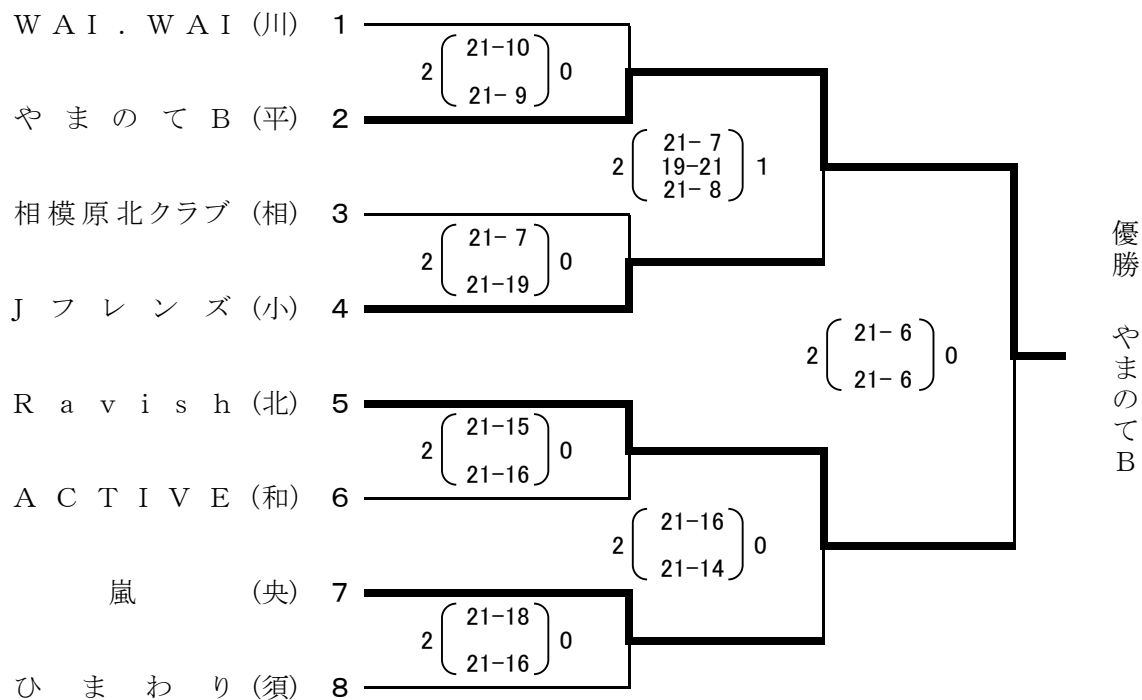 WAI.WAI (川) 1
2 21-10 0
21- 9
やまのてB (平) 2
2 21- 7 1
19-21
21- 8
相模原北クラブ (相) 3
2 21- 7 0
21-19
Jフレンズ (小) 4
2 21- 6 0
21- 6
優勝 やまのてB
Ravish (北) 5
2 21-15 0
21-16
ACTIVE (和) 6
2 21-16 0
21-14
嵐 (央) 7
2 21-18 0
21-16
ひまわり (須) 8